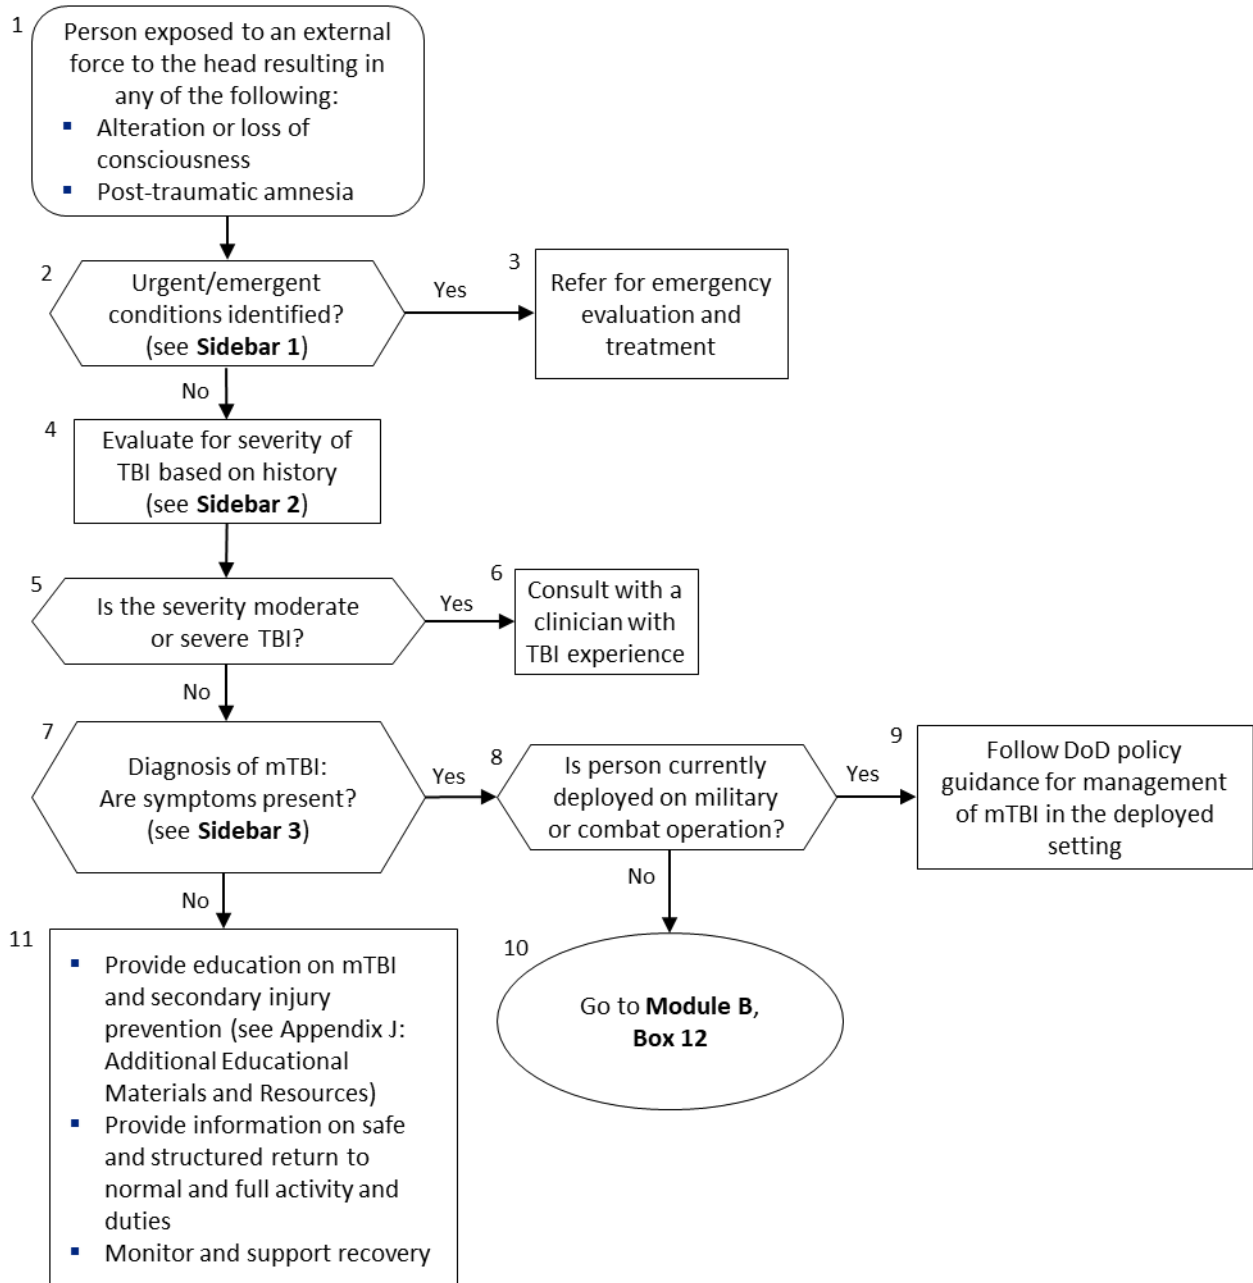 1
Person exposed to an external
force to the head resulting in
any of the following:
▪ Alteration or loss of
consciousness
▪ Post-traumatic amnesia
2
Urgent/emergent
conditions identified?
(see Sidebar 1)
Yes
3
Refer for emergency
evaluation and
treatment
No
4
Evaluate for severity of
TBI based on history
(see Sidebar 2)
5
Is the severity moderate
or severe TBI?
Yes
6
Consult with a
clinician with
TBI experience
No
7
Diagnosis of mTBI:
Are symptoms present?
(see Sidebar 3)
Yes
8
Is person currently
deployed on military
or combat operation?
Yes
9
Follow DoD policy
guidance for management
of mTBI in the deployed
setting
No
10
Go to Module B,
Box 12
No
11
▪ Provide education on mTBI
and secondary injury
prevention (see Appendix J:
Additional Educational
Materials and Resources)
▪ Provide information on safe
and structured return to
normal and full activity and
duties
▪ Monitor and support recovery